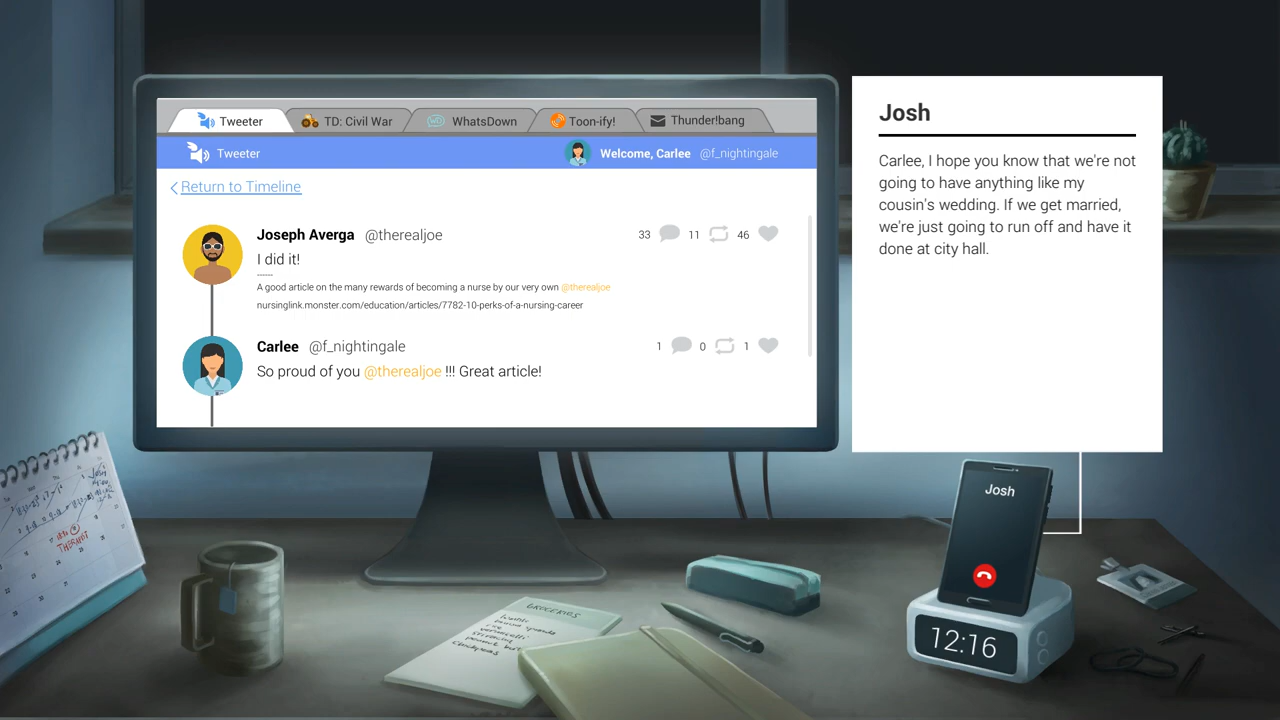 Tweeter
TD: Civil War
WhatsDown
Toon-ify!
Thunder!bang
Tweeter
Welcome, Carlee @f_nightingale
Return to Timeline
Joseph Averga @therealjoe
33 11 46
I did it!
------
A good article on the many rewards of becoming a nurse by our very own @therealjoe
nursinglink.monster.com/education/articles/7782-10-perks-of-a-nursing-career
Carlee @f_nightingale
1 0 1
So proud of you @therealjoe !!! Great article!
Josh
Carlee, I hope you know that we're not
going to have anything like my
cousin's wedding. If we get married,
we're just going to run off and have it
done at city hall.
Josh
12:16
THERAPIST
GROCERIES